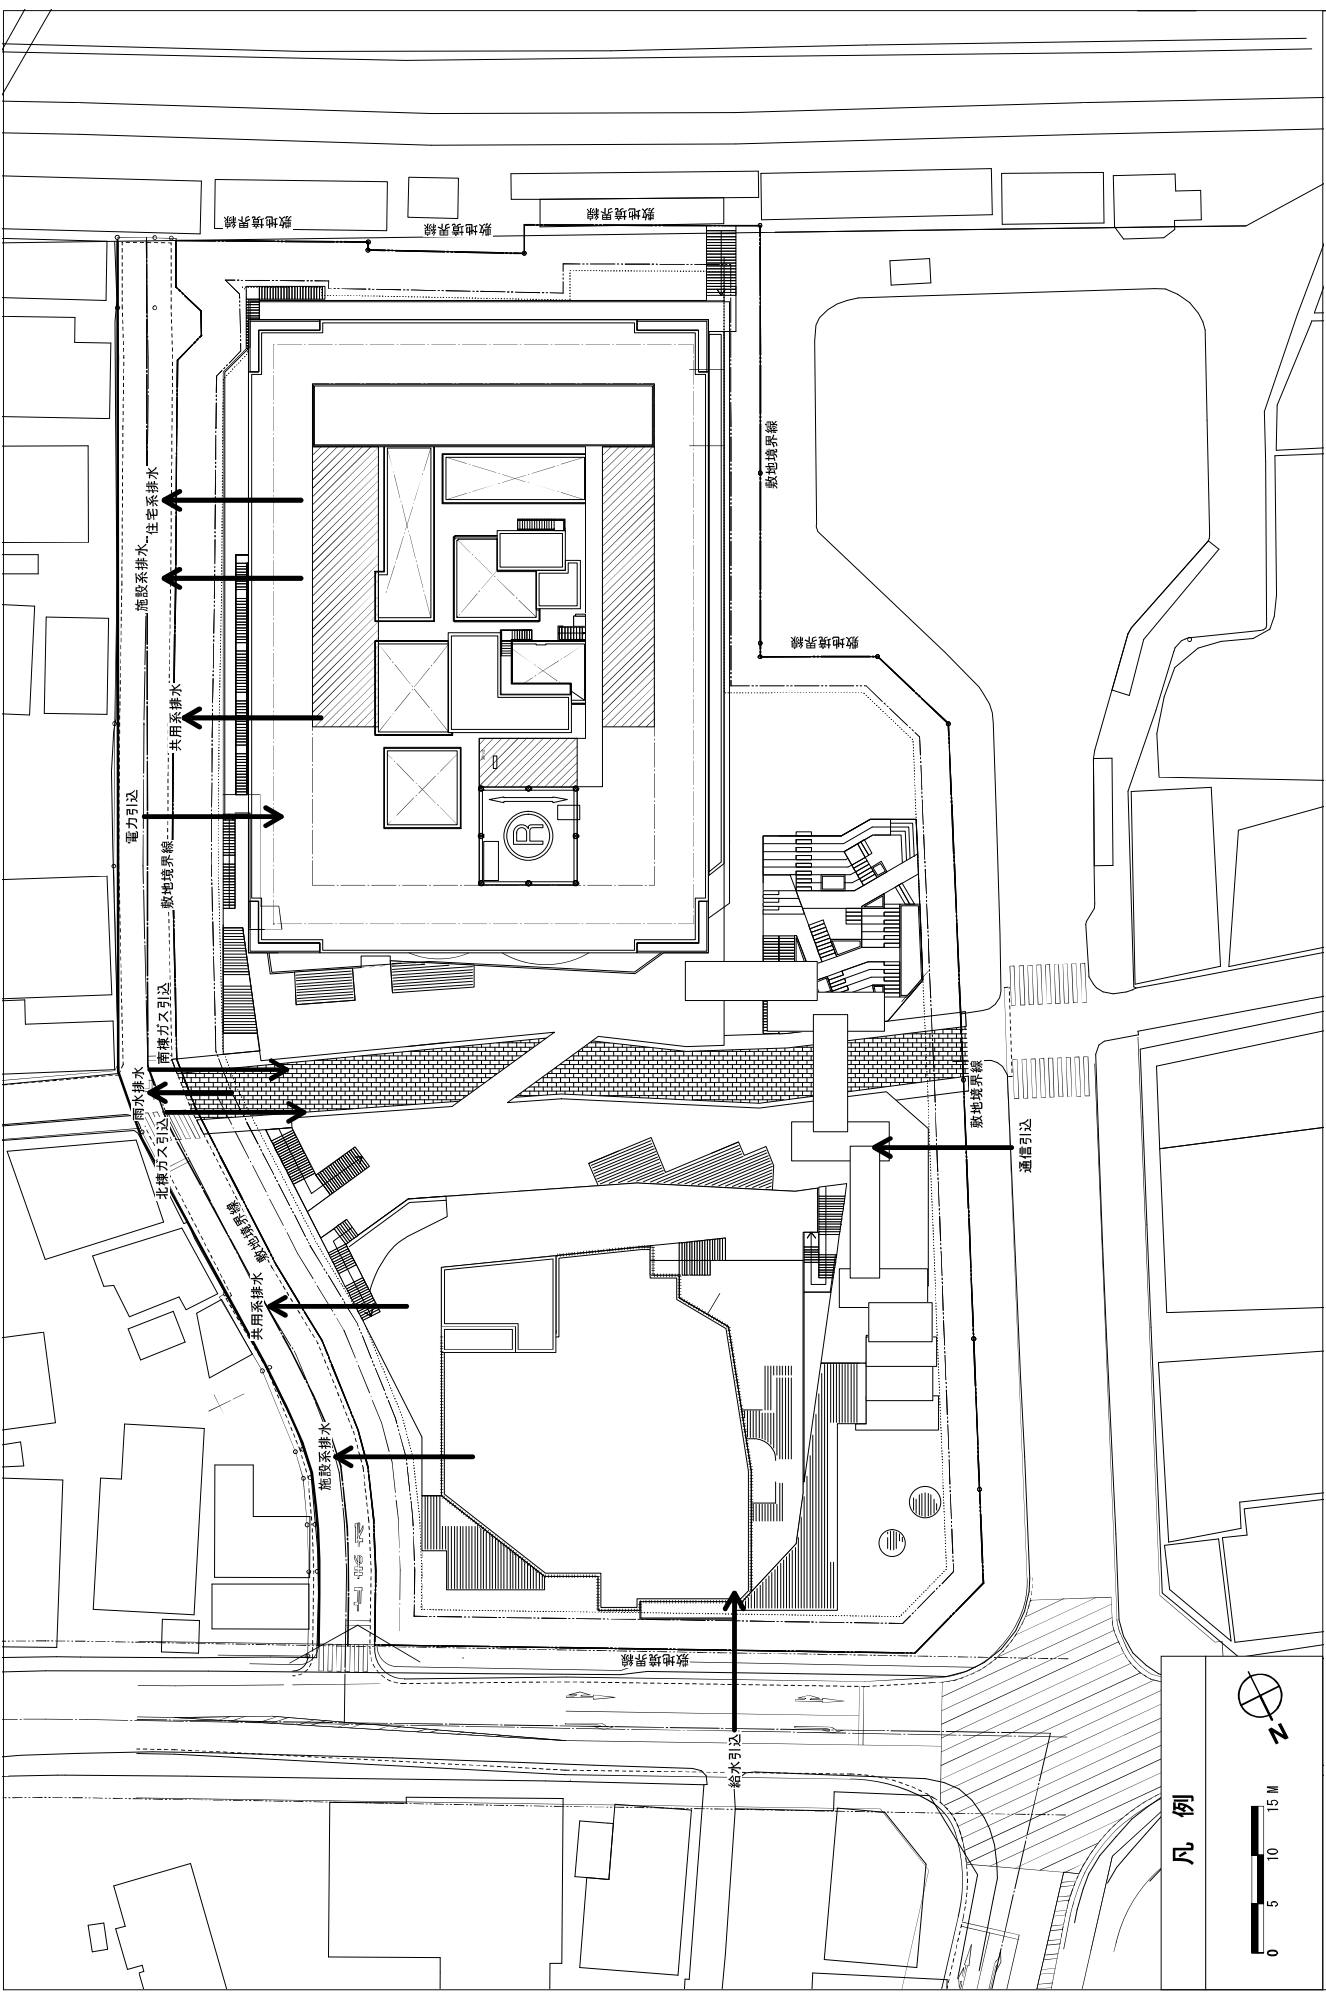 敷地境界線
敷地境界線
敷地境界線
敷地境界線
住宅系排水
施設系排水
敷地境界線
共用系排水
電力引込
敷地境界線
R
南棟ガス引込
雨水排水
北棟ガス引込
敷地境界線
通信引込
敷地境界線
共用系排水
施設系排水
敷地境界線
給水引込
N
凡 例
0 5 10 15 M